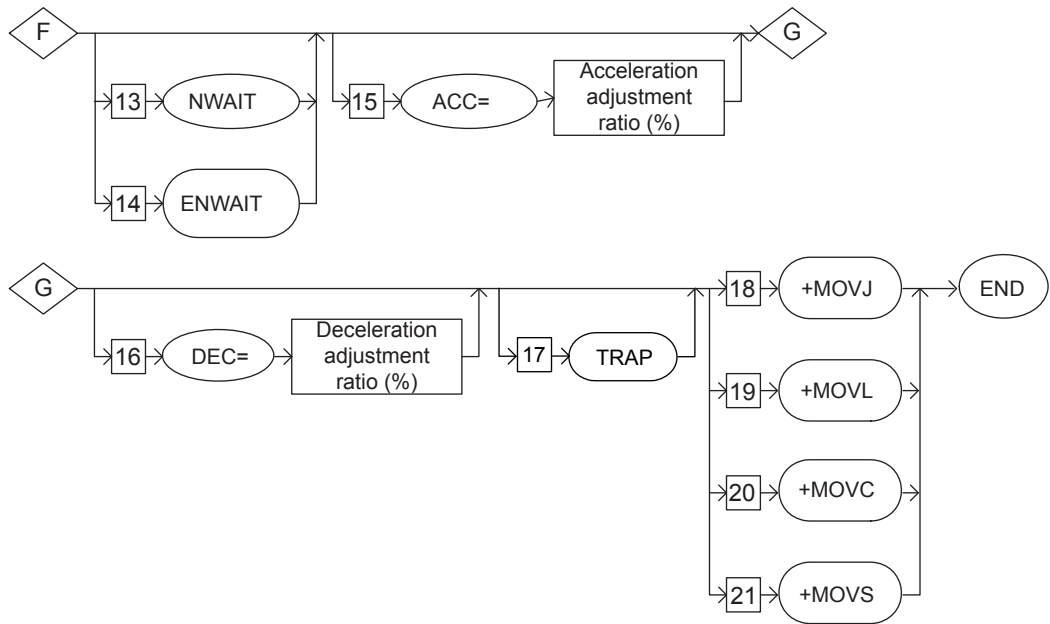 F
G
13
NWAIT
15
ACC=
Acceleration
adjustment
ratio (%)
14
ENWAIT
G
16
DEC=
Deceleration
adjustment
ratio (%)
17
TRAP
18
+MOVJ
END
19
+MOVL
20
+MOVC
21
+MOVS